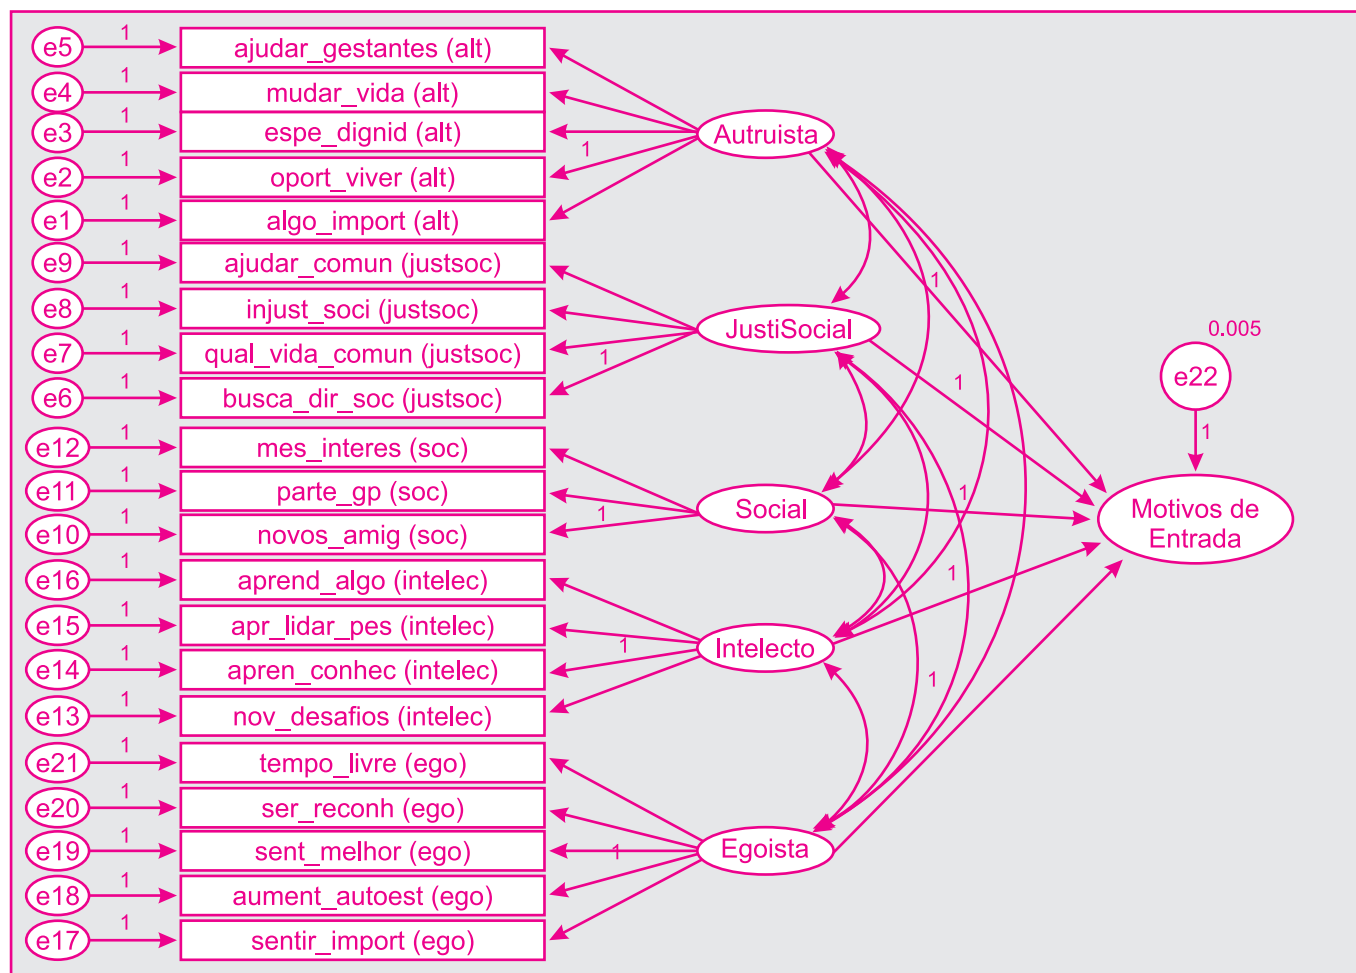 e5 1 ajudar_gestantes (alt)
e4 1 mudar_vida (alt)
e3 1 espe_dignid (alt)
e2 1 oport_viver (alt)
e1 1 algo_import (alt)
e9 1 ajudar_comun (justsoc)
e8 1 injust_soci (justsoc)
e7 1 qual_vida_comun (justsoc)
e6 1 busca_dir_soc (justsoc)
e12 1 mes_interes (soc)
e11 1 parte_gp (soc)
e10 1 novos_amig (soc)
e16 1 aprend_algo (intelec)
e15 1 apr_lidar_pes (intelec)
e14 1 apren_conhec (intelec)
e13 1 nov_desafios (intelec)
e21 1 tempo_livre (ego)
e20 1 ser_reconh (ego)
e19 1 sent_melhor (ego)
e18 1 aument_autoest (ego)
e17 1 sentir_import (ego)
1
1
1
1
1
Autruista
JustiSocial
Social
Intelecto
Egoista
1
1
1
1
1
0.005
e22
1
Motivos de
Entrada